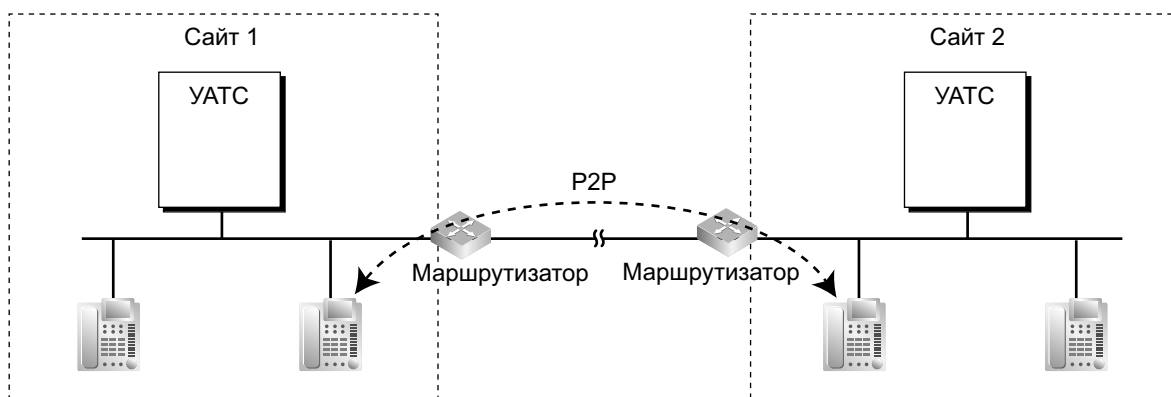 Сайт 1
Сайт 2
УАТС
УАТС
P2P
Маршрутизатор
Маршрутизатор